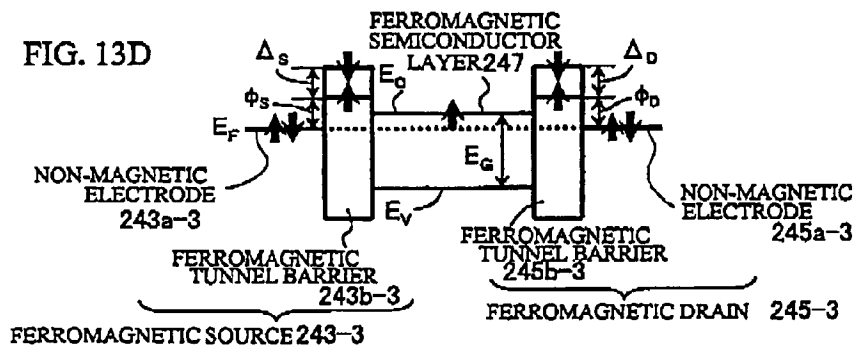 FIG. 13D
FERROMAGNETIC
SEMICONDUCTOR
LAYER247
Δ_S
Δ_D
E_C
ϕ_S
ϕ_D
E_F
E_G
E_V
NON-MAGNETIC
ELECTRODE
243a-3
NON-MAGNETIC
ELECTRODE
245a-3
FERROMAGNETIC
TUNNEL BARRIER
243b-3
FERROMAGNETIC
TUNNEL BARRIER
245b-3
FERROMAGNETIC SOURCE 243-3
FERROMAGNETIC DRAIN 245-3